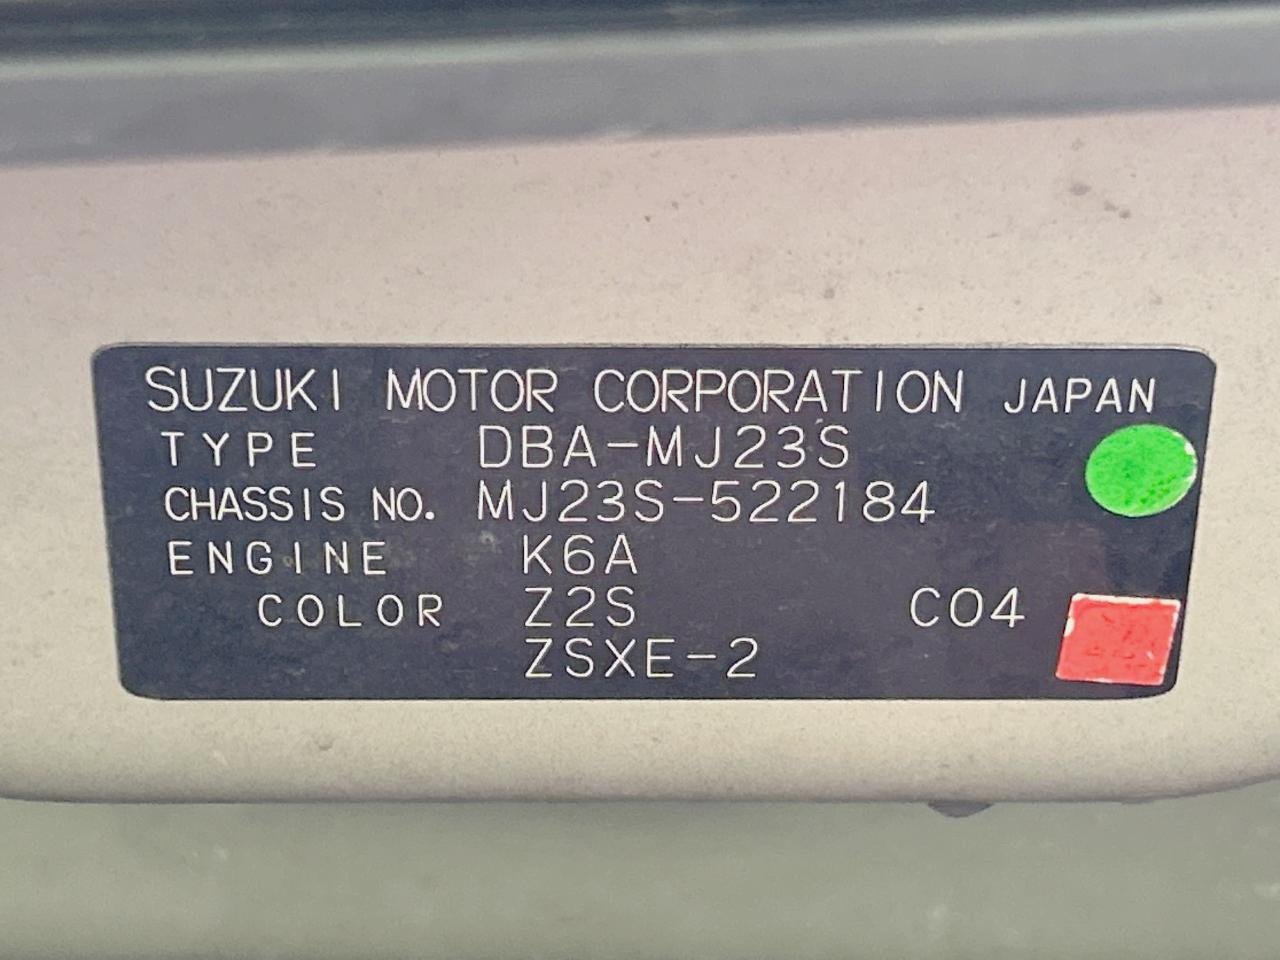 SUZUKI MOTOR CORPORATION JAPAN
TYPE DBA-MJ23S
CHASSIS NO. MJ23S-522184
ENGINE K6A
COLOR Z2S C04
ZSXE-2